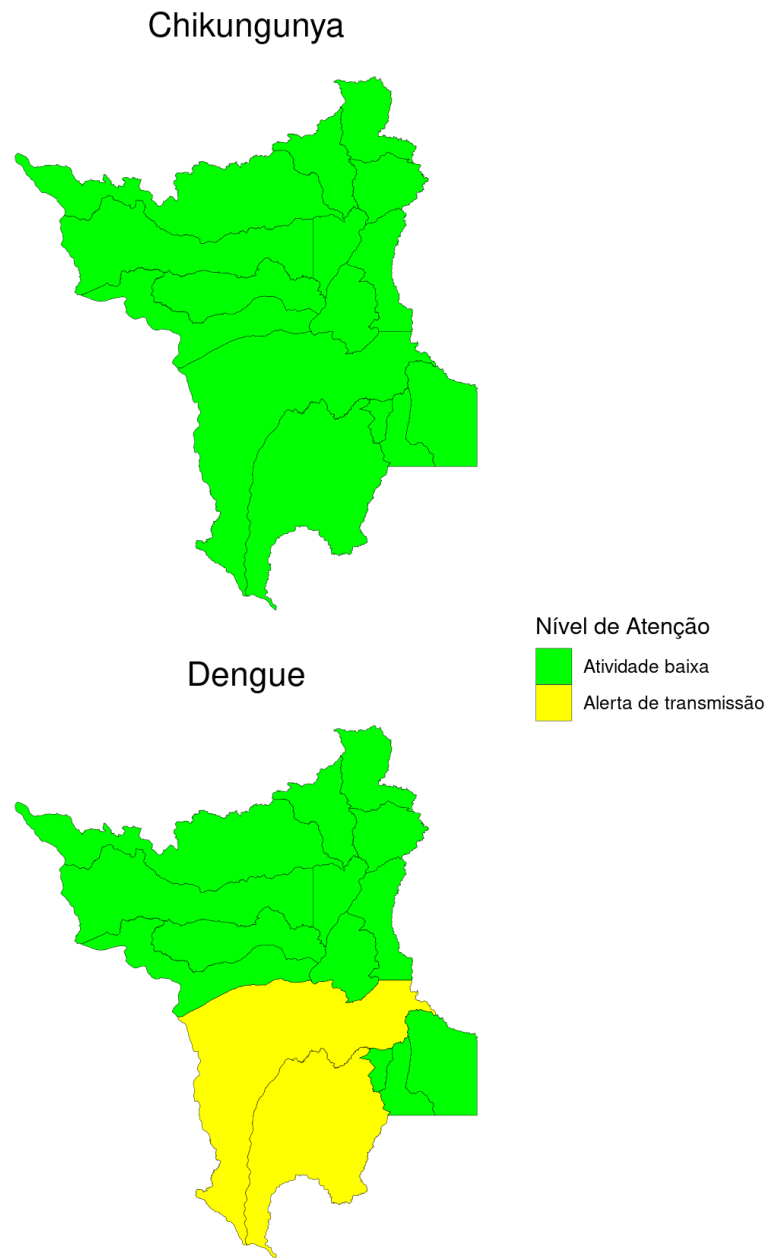 Chikungunya
Nível de Atenção
Atividade baixa
Alerta de transmissão
Dengue